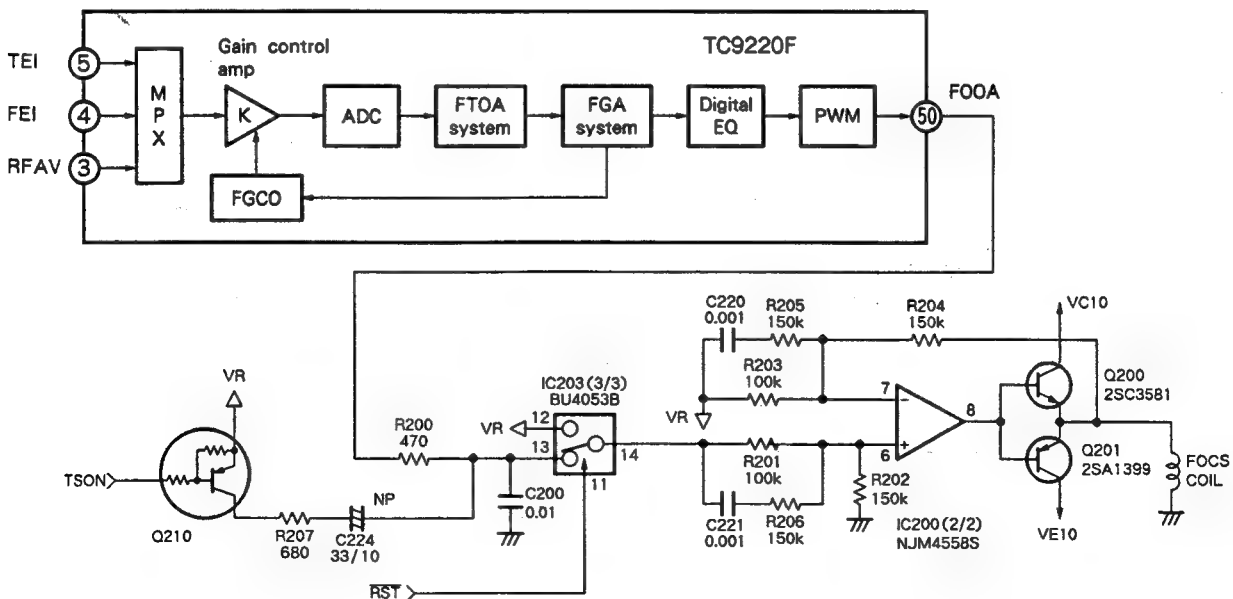 TC9220F
TEI
5
FEI
4
RFAV
3
MPX
Gain control
amp
K
FGCO
ADC
FTOA
system
FGA
system
Digital
EQ
PWM
50
FOOA
C220
0.001
R205
150k
R204
150k
VC10
R203
100k
VR
7
−
Q200
2SC3581
8
6
+
VR
IC203(3/3)
BU4053B
VR
12
13
14
11
R200
470
R201
100k
R202
150k
Q201
2SA1399
FOCS
COIL
TSON
Q210
NP
C200
0.01
R207
680
C224
33/10
C221
0.001
R206
150k
IC200(2/2)
NJM4558S
VE10
RST